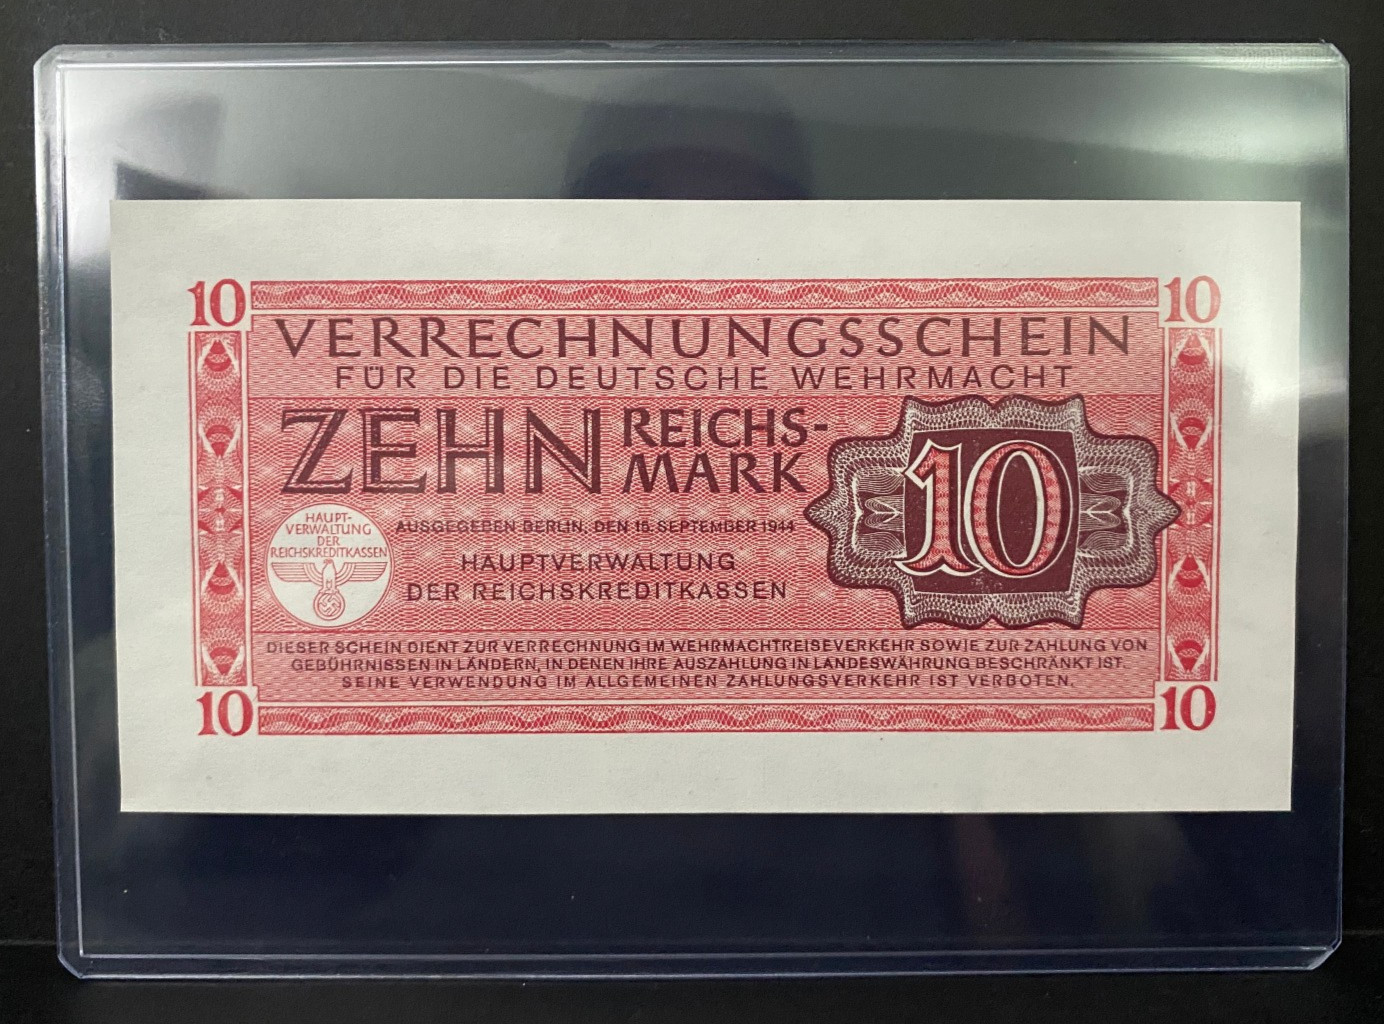 10 10
VERRECHNUNGSSCHEIN
FÜR DIE DEUTSCHE WEHRMACHT
ZEHN REICHS-
MARK
10
HAUPT-
VERWALTUNG
DER
REICHSKREDITKASSEN
AUSGEGEBEN BERLIN, DEN 15. SEPTEMBER 1944
HAUPTVERWALTUNG
DER REICHSKREDITKASSEN
DIESER SCHEIN DIENT ZUR VERRECHNUNG IM WEHRMACHTREISEVERKEHR SOWIE ZUR ZAHLUNG VON
GEBÜHRNISSEN IN LÄNDERN, IN DENEN IHRE AUSZAHLUNG IN LANDESWÄHRUNG BESCHRÄNKT IST.
SEINE VERWENDUNG IM ALLGEMEINEN ZAHLUNGSVERKEHR IST VERBOTEN.
10 10